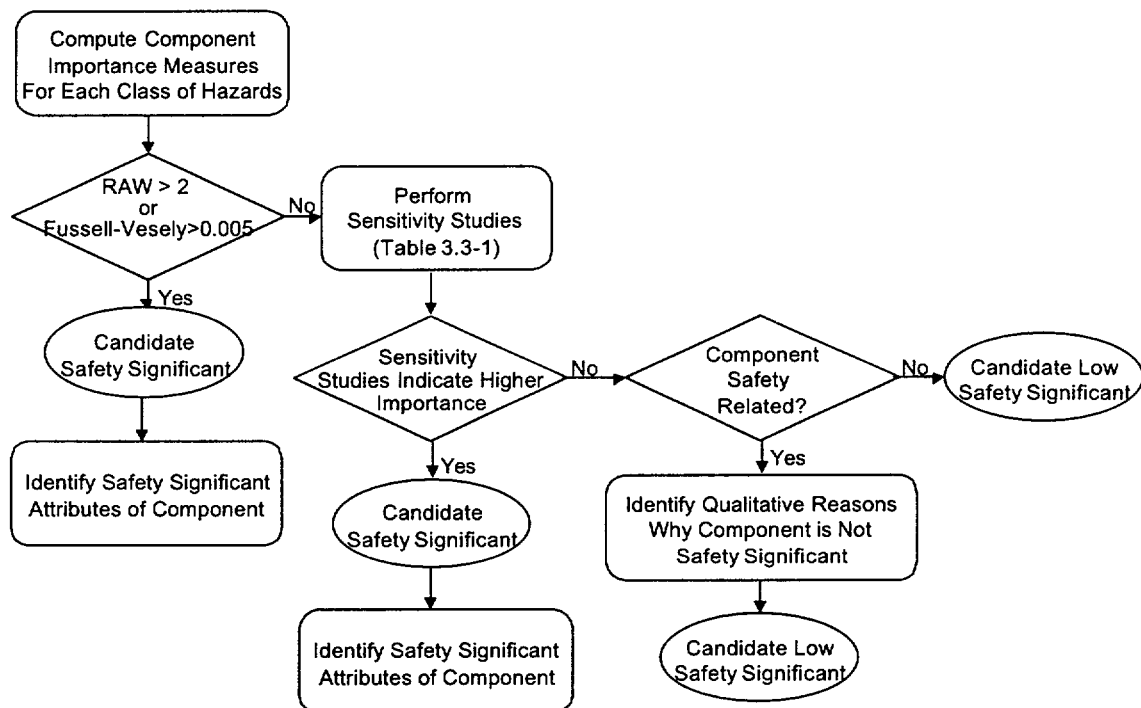 Compute Component
Importance Measures
For Each Class of Hazards
RAW > 2
or
Fussell-Vesely>0.005
No
Perform
Sensitivity Studies
(Table 3.3-1)
Yes
Candidate
Safety Significant
Identify Safety Significant
Attributes of Component
Sensitivity
Studies Indicate Higher
Importance
No
Component
Safety
Related?
No
Candidate Low
Safety Significant
Yes
Candidate
Safety Significant
Identify Safety Significant
Attributes of Component
Yes
Identify Qualitative Reasons
Why Component is Not
Safety Significant
Candidate Low
Safety Significant